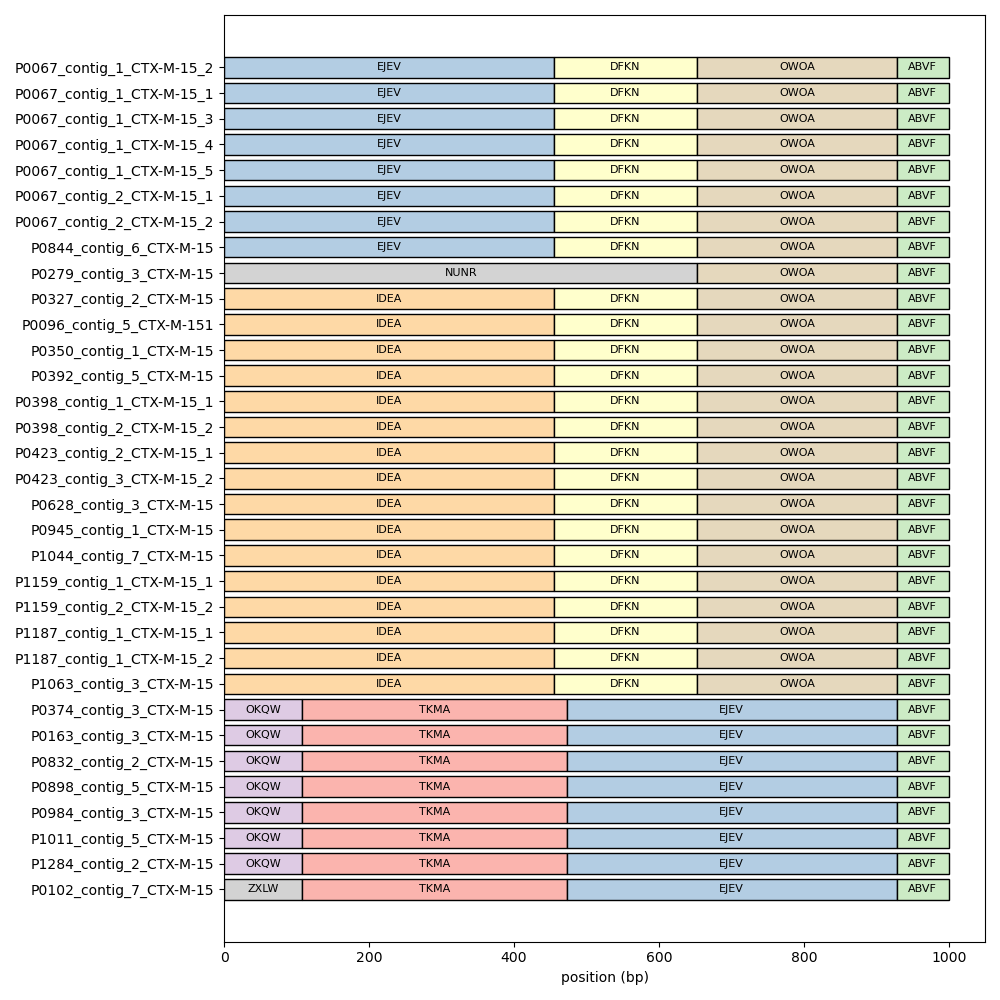 P0067_contig_1_CTX-M-15_2 EJEV DFKN OWOA ABVF
P0067_contig_1_CTX-M-15_1 EJEV DFKN OWOA ABVF
P0067_contig_1_CTX-M-15_3 EJEV DFKN OWOA ABVF
P0067_contig_1_CTX-M-15_4 EJEV DFKN OWOA ABVF
P0067_contig_1_CTX-M-15_5 EJEV DFKN OWOA ABVF
P0067_contig_2_CTX-M-15_1 EJEV DFKN OWOA ABVF
P0067_contig_2_CTX-M-15_2 EJEV DFKN OWOA ABVF
P0844_contig_6_CTX-M-15 EJEV DFKN OWOA ABVF
P0279_contig_3_CTX-M-15 NUNR OWOA ABVF
P0327_contig_2_CTX-M-15 IDEA DFKN OWOA ABVF
P0096_contig_5_CTX-M-151 IDEA DFKN OWOA ABVF
P0350_contig_1_CTX-M-15 IDEA DFKN OWOA ABVF
P0392_contig_5_CTX-M-15 IDEA DFKN OWOA ABVF
P0398_contig_1_CTX-M-15_1 IDEA DFKN OWOA ABVF
P0398_contig_2_CTX-M-15_2 IDEA DFKN OWOA ABVF
P0423_contig_2_CTX-M-15_1 IDEA DFKN OWOA ABVF
P0423_contig_3_CTX-M-15_2 IDEA DFKN OWOA ABVF
P0628_contig_3_CTX-M-15 IDEA DFKN OWOA ABVF
P0945_contig_1_CTX-M-15 IDEA DFKN OWOA ABVF
P1044_contig_7_CTX-M-15 IDEA DFKN OWOA ABVF
P1159_contig_1_CTX-M-15_1 IDEA DFKN OWOA ABVF
P1159_contig_2_CTX-M-15_2 IDEA DFKN OWOA ABVF
P1187_contig_1_CTX-M-15_1 IDEA DFKN OWOA ABVF
P1187_contig_1_CTX-M-15_2 IDEA DFKN OWOA ABVF
P1063_contig_3_CTX-M-15 IDEA DFKN OWOA ABVF
P0374_contig_3_CTX-M-15 OKQW TKMA EJEV ABVF
P0163_contig_3_CTX-M-15 OKQW TKMA EJEV ABVF
P0832_contig_2_CTX-M-15 OKQW TKMA EJEV ABVF
P0898_contig_5_CTX-M-15 OKQW TKMA EJEV ABVF
P0984_contig_3_CTX-M-15 OKQW TKMA EJEV ABVF
P1011_contig_5_CTX-M-15 OKQW TKMA EJEV ABVF
P1284_contig_2_CTX-M-15 OKQW TKMA EJEV ABVF
P0102_contig_7_CTX-M-15 ZXLW TKMA EJEV ABVF
0 200 400 600 800 1000
position (bp)